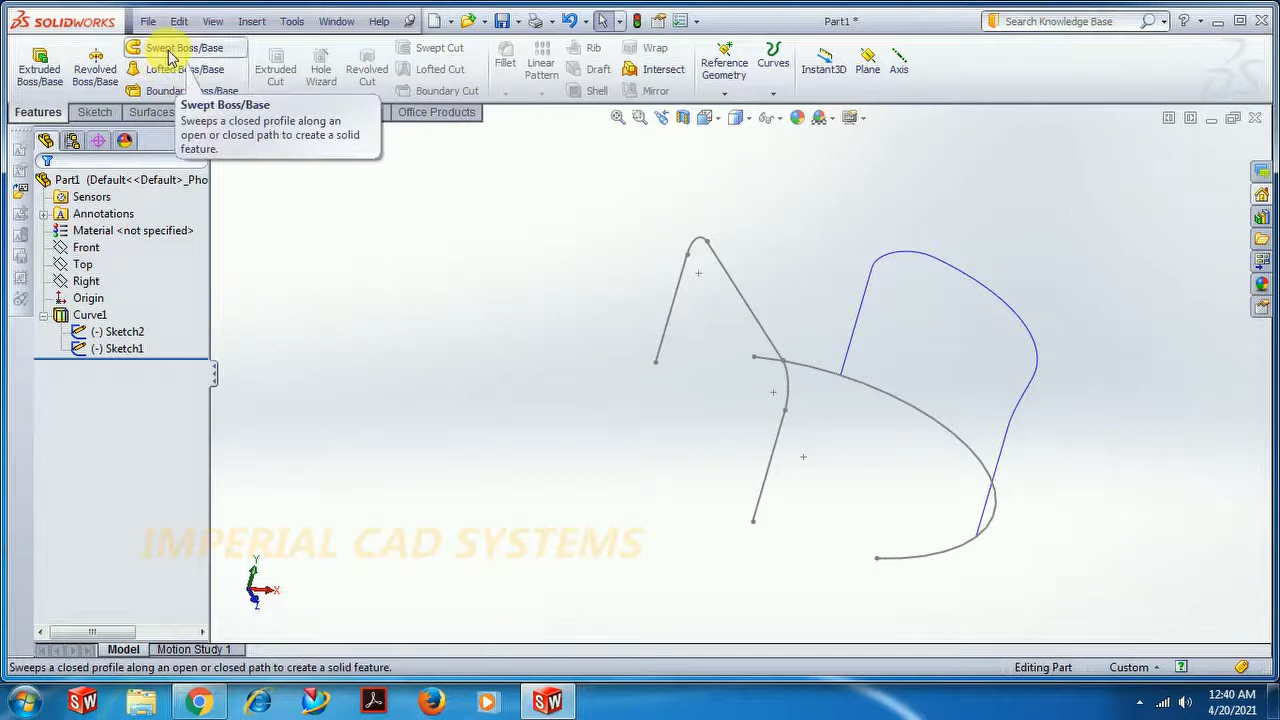 SOLIDWORKS
File Edit View Insert Tools Window Help
Part1 *
Search Knowledge Base
Extruded Boss/Base
Revolved Boss/Base
Swept Boss/Base
Lofted Boss/Base
Extruded Cut
Hole Wizard
Revolved Cut
Swept Cut
Lofted Cut
Boundary Cut
Fillet
Linear Pattern
Rib
Draft
Shell
Wrap
Intersect
Mirror
Reference Geometry
Curves
Instant3D
Plane
Axis
Features Sketch Surfaces Office Products
Swept Boss/Base
Sweeps a closed profile along an
open or closed path to create a solid
feature.
Part1 (Default<<Default>_Pho
Sensors
Annotations
Material <not specified>
Front
Top
Right
Origin
Curve1
(-) Sketch2
(-) Sketch1
IMPERIAL CAD SYSTEMS
Y
X
Z
Model Motion Study 1
Sweeps a closed profile along an open or closed path to create a solid feature.
Editing Part Custom
12:40 AM
4/20/2021